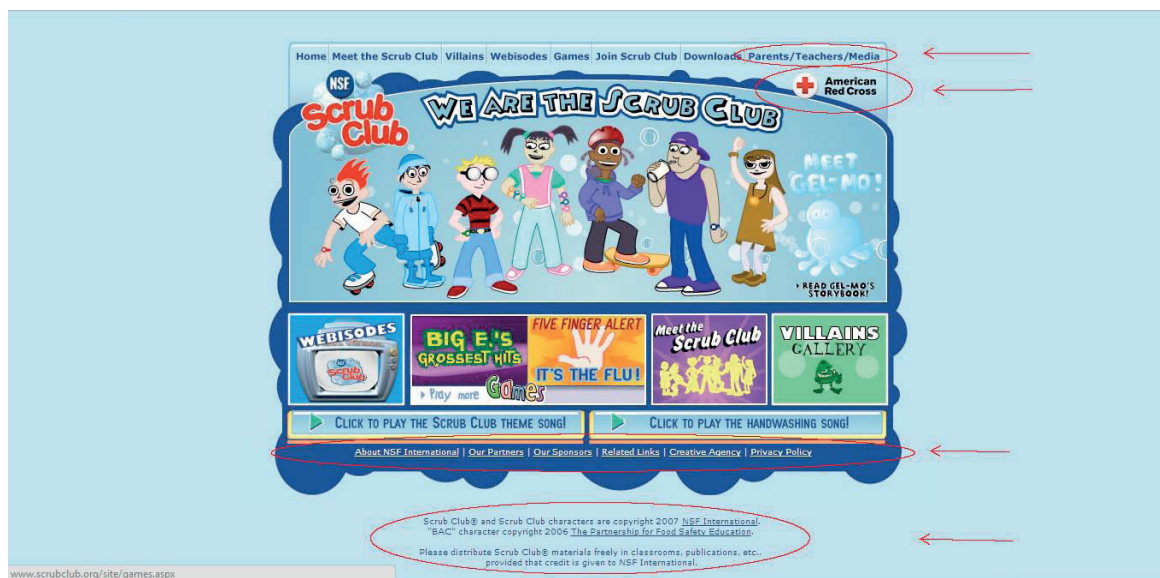 Home Meet the Scrub Club Villains Webisodes Games Join Scrub Club Downloads Parents/Teachers/Media
NSF
Scrub
Club®
WE ARE THE SCRUB CLUB
American
Red Cross
MEET
GEL-MO!
READ GEL-MO'S
STORYBOOK!
WEBISODES
NSF
Scrub
Club
BIG E.'S
GROSSEST HITS
Play more Games
FIVE FINGER ALERT
IT'S THE FLU!
Meet the
Scrub Club
VILLAINS
GALLERY
CLICK TO PLAY THE SCRUB CLUB THEME SONG!
CLICK TO PLAY THE HANDWASHING SONG!
About NSF International | Our Partners | Our Sponsors | Related Links | Creative Agency | Privacy Policy
Scrub Club® and Scrub Club characters are copyright 2007 NSF International.
"BAC" character copyright 2006 The Partnership for Food Safety Education.
Please distribute Scrub Club® materials freely in classrooms, publications, etc.,
provided that credit is given to NSF International.
www.scrubclub.org/site/games.aspx